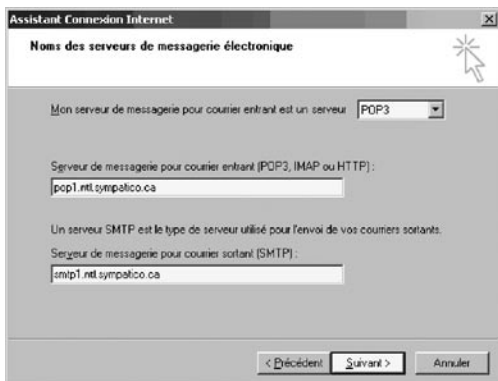 Assistant Connexion Internet
Noms des serveurs de messagerie électronique
Mon serveur de messagerie pour courrier entrant est un serveur POP3
Serveur de messagerie pour courrier entrant (POP3, IMAP ou HTTP) :
pop1.mtl.sympatico.ca
Un serveur SMTP est le type de serveur utilisé pour l'envoi de vos courriers sortants.
Serveur de messagerie pour courrier sortant (SMTP) :
smtp1.mtl.sympatico.ca
< Précédent Suivant > Annuler